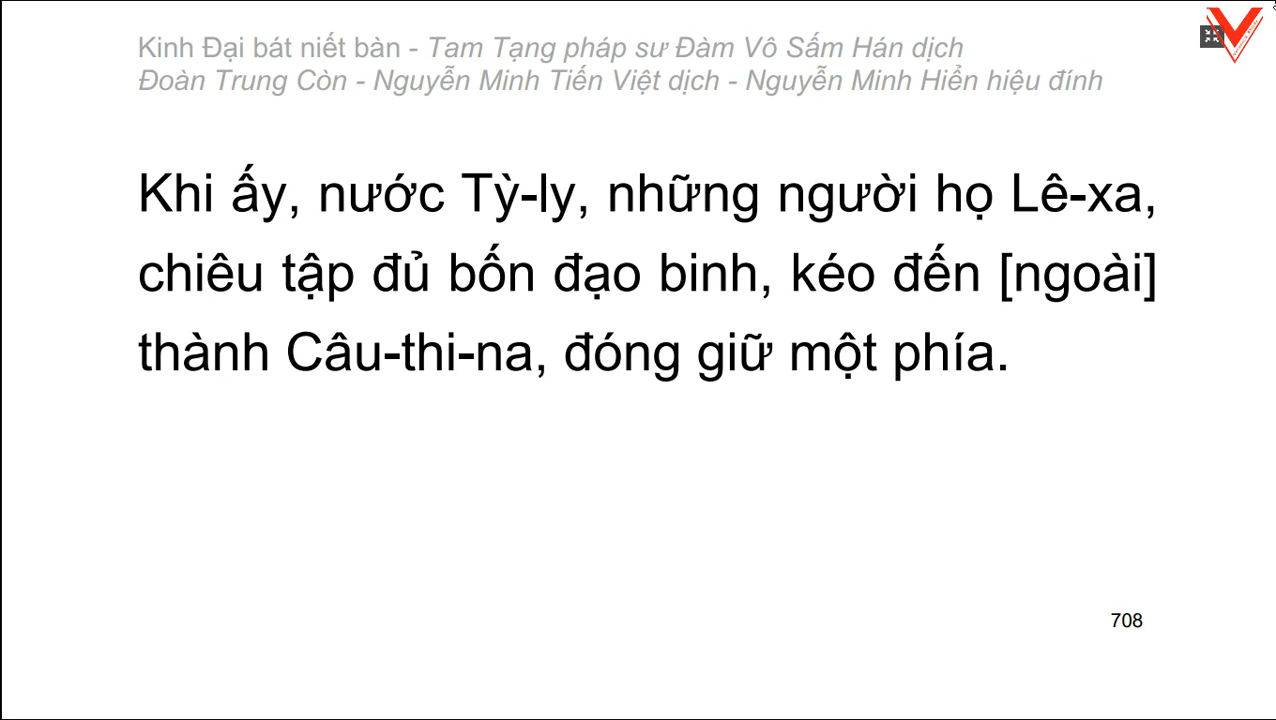 Kinh Đại bát niết bàn - Tam Tạng pháp sư Đàm Vô Sấm Hán dịch
Đoàn Trung Còn - Nguyễn Minh Tiến Việt dịch - Nguyễn Minh Hiển hiệu đính
Khi ấy, nước Tỳ-ly, những người họ Lê-xa,
chiêu tập đủ bốn đạo binh, kéo đến [ngoài]
thành Câu-thi-na, đóng giữ một phía.
708